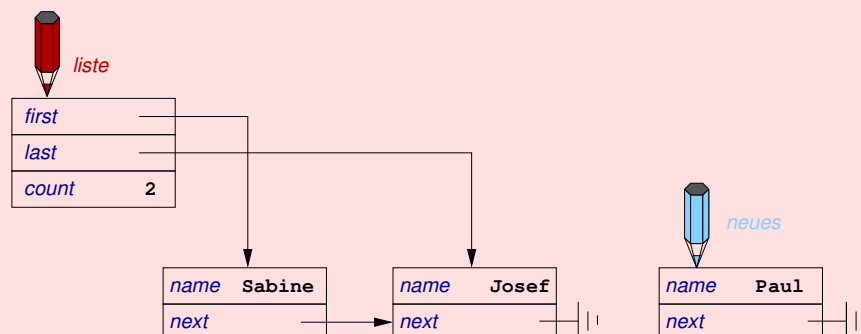 liste
first
last
count 2
neues
name Sabine
next
name Josef
next
name Paul
next